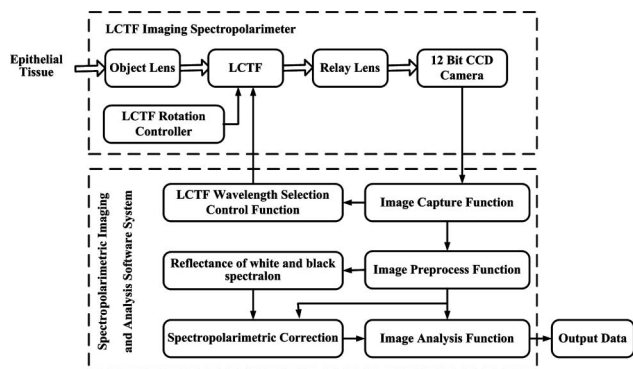 LCTF Imaging Spectropolarimeter
Epithelial
Tissue
Object Lens
LCTF
Relay Lens
12 Bit CCD
Camera
LCTF Rotation
Controller
Spectropolarimetric Imaging
and Analysis Software System
LCTF Wavelength Selection
Control Function
Image Capture Function
Reflectance of white and black
spectralon
Image Preprocess Function
Spectropolarimetric Correction
Image Analysis Function
Output Data